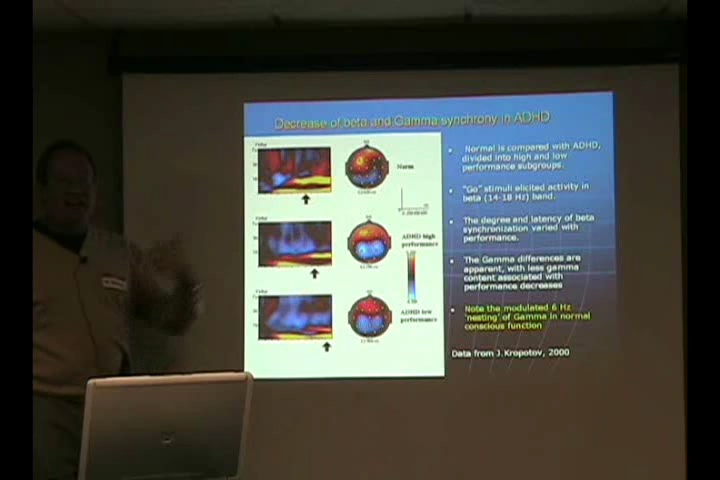 Decrease of beta and Gamma synchrony in ADHD
Norm
ADHD high
performance
ADHD low
performance
Normal is compared with ADHD,
divided into high and low
performance subgroups.
"Go" stimuli elicited activity in
beta (14-18 Hz) band.
The degree and latency of beta
synchronization varied with
performance.
The Gamma differences are
apparent, with less gamma
content associated with
performance decreases
Note the modulated 6 Hz
'nesting' of Gamma in normal
conscious function
Data from J.Kropotov, 2000